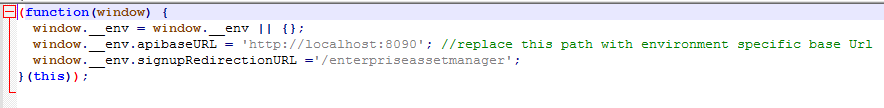 (function(window) {
  window.__env = window.__env || {};
  window.__env.apibaseURL = 'http://localhost:8090'; //replace this path with environment specific base Url
  window.__env.signupRedirectionURL ='/enterpriseassetmanager';
}(this));